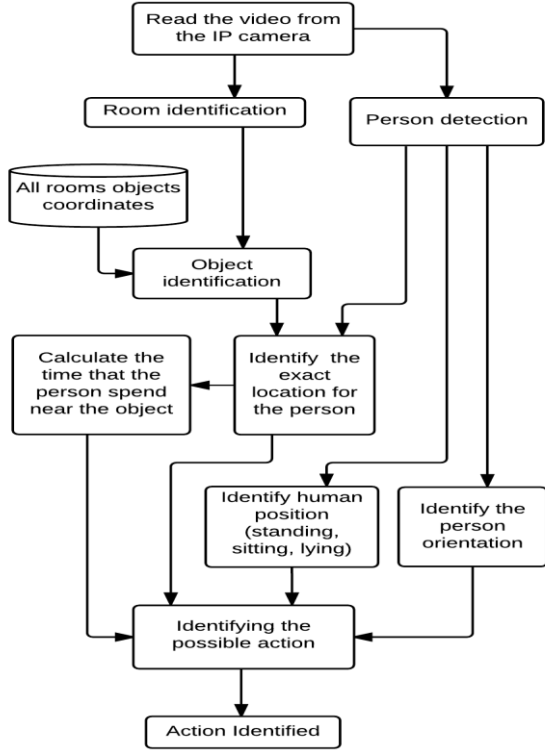 Read the video from
the IP camera
Room identification
Person detection
All rooms objects
coordinates
Object
identification
Calculate the
time that the
person spend
near the object
Identify the
exact
location for
the person
Identify human
position
(standing,
sitting, lying)
Identify the
person
orientation
Identifying the
possible action
Action Identified